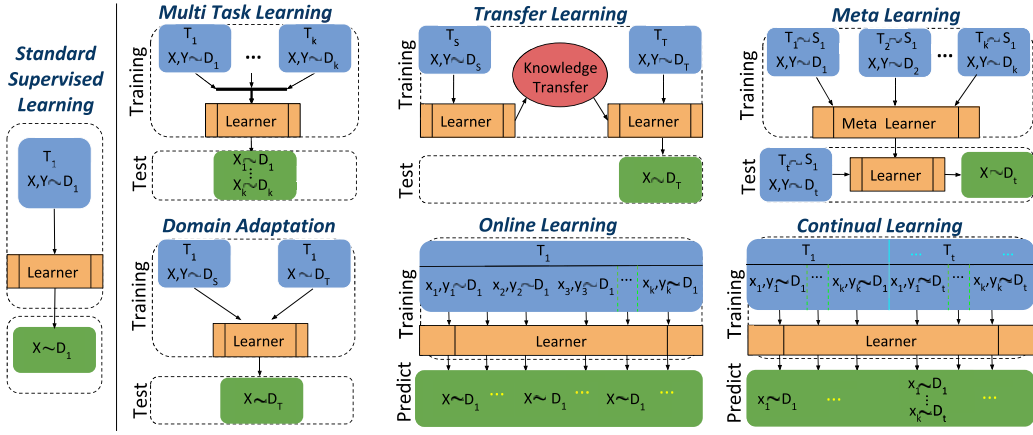 Standard
Supervised
Learning
T1
X,Y~D1
Learner
X~D1
Multi Task Learning
Training
T1 ... Tk
X,Y~D1 X,Y~Dk
Learner
Test
X1~D1
⋮
Xk~Dk
Transfer Learning
Training
TS TT
X,Y~DS X,Y~DT
Knowledge
Transfer
Learner Learner
Test
X~DT
Meta Learning
Training
T1~S1 T2~S1 ... Tk~S1
X,Y~D1 X,Y~D2 X,Y~Dk
Meta Learner
Test
Tt~S1
X,Y~Dt
Learner
X~Dt
Domain Adaptation
Training
T1 T1
X,Y~DS X~DT
Learner
Test
X~DT
Online Learning
Training
T1
x1,y1~D1 x2,y2~D1 x3,y3~D1 ... xk,yk~D1
Learner
Predict
X~D1 ... X~D1 ... X~D1 ...
Continual Learning
Training
T1 ... Tt ...
x1,y1~D1 ... xk,yk~D1 x1,y1~Dt ... xk,yk~Dt
Learner
Predict
x1~D1 ... x1~D1 ...
⋮
xk~Dt